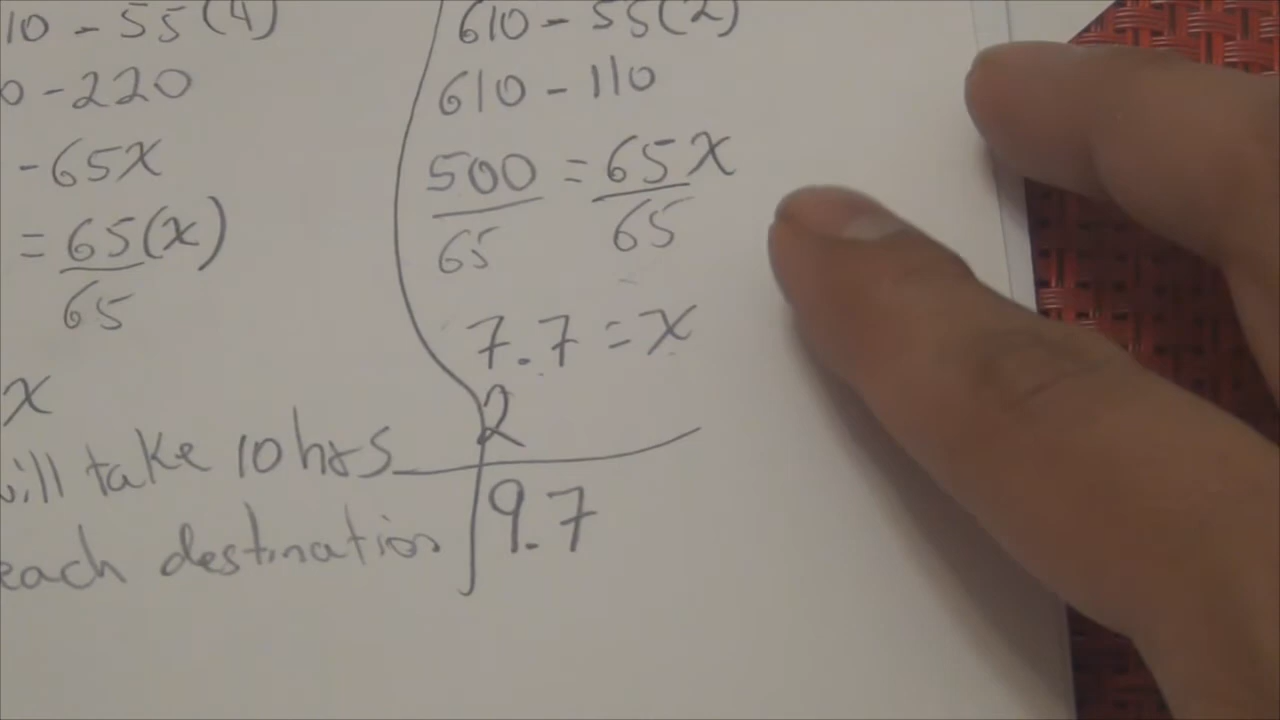 10 - 55(4)
0 - 220
- 65x
= 65(x)
65
x
will take 10 hrs
each destination
610 - 55(2)
610 - 110
500 = 65x
65 65
7.7 = x
2
9.7